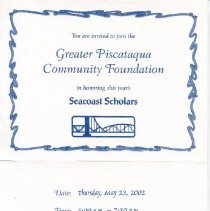 You are invited to join the
Greater Piscataqua
Community Foundation
in honoring this year's
Seacoast Scholars
Date: Thursday, May 23, 2002